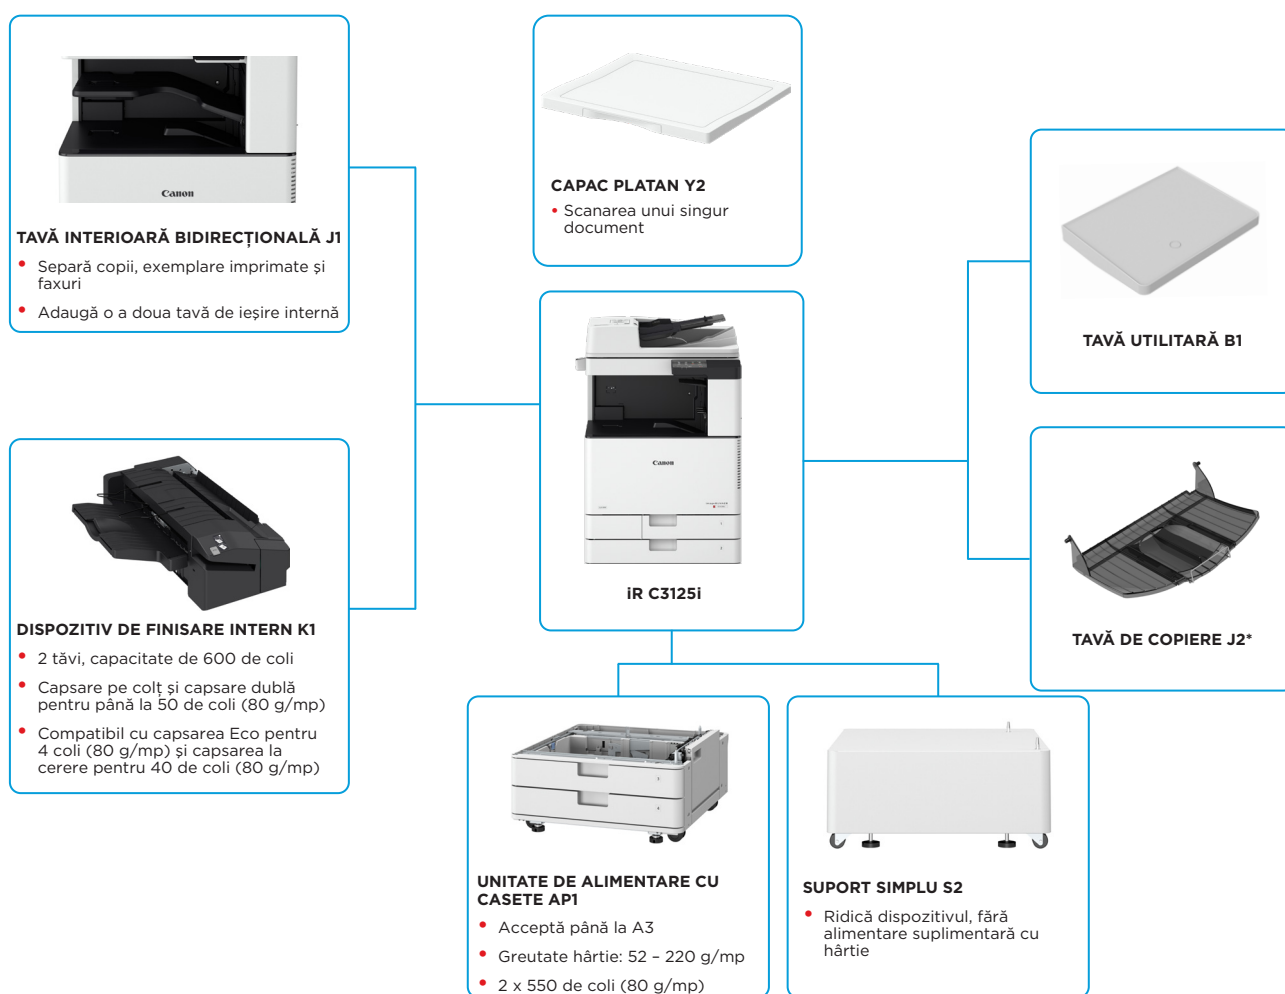 Canon
TAVĂ INTERIOARĂ BIDIRECȚIONALĂ J1
• Separă copii, exemplare imprimate și
faxuri
• Adaugă o a doua tavă de ieșire internă
CAPAC PLATAN Y2
• Scanarea unui singur
document
TAVĂ UTILITARĂ B1
Canon
iR C3125i
DISPOZITIV DE FINISARE INTERN K1
• 2 tăvi, capacitate de 600 de coli
• Capsare pe colț și capsare dublă
pentru până la 50 de coli (80 g/mp)
• Compatibil cu capsarea Eco pentru
4 coli (80 g/mp) și capsarea la
cerere pentru 40 de coli (80 g/mp)
TAVĂ DE COPIERE J2*
UNITATE DE ALIMENTARE CU
CASETE AP1
• Acceptă până la A3
• Greutate hârtie: 52 – 220 g/mp
• 2 x 550 de coli (80 g/mp)
SUPORT SIMPLU S2
• Ridică dispozitivul, fără
alimentare suplimentară cu
hârtie